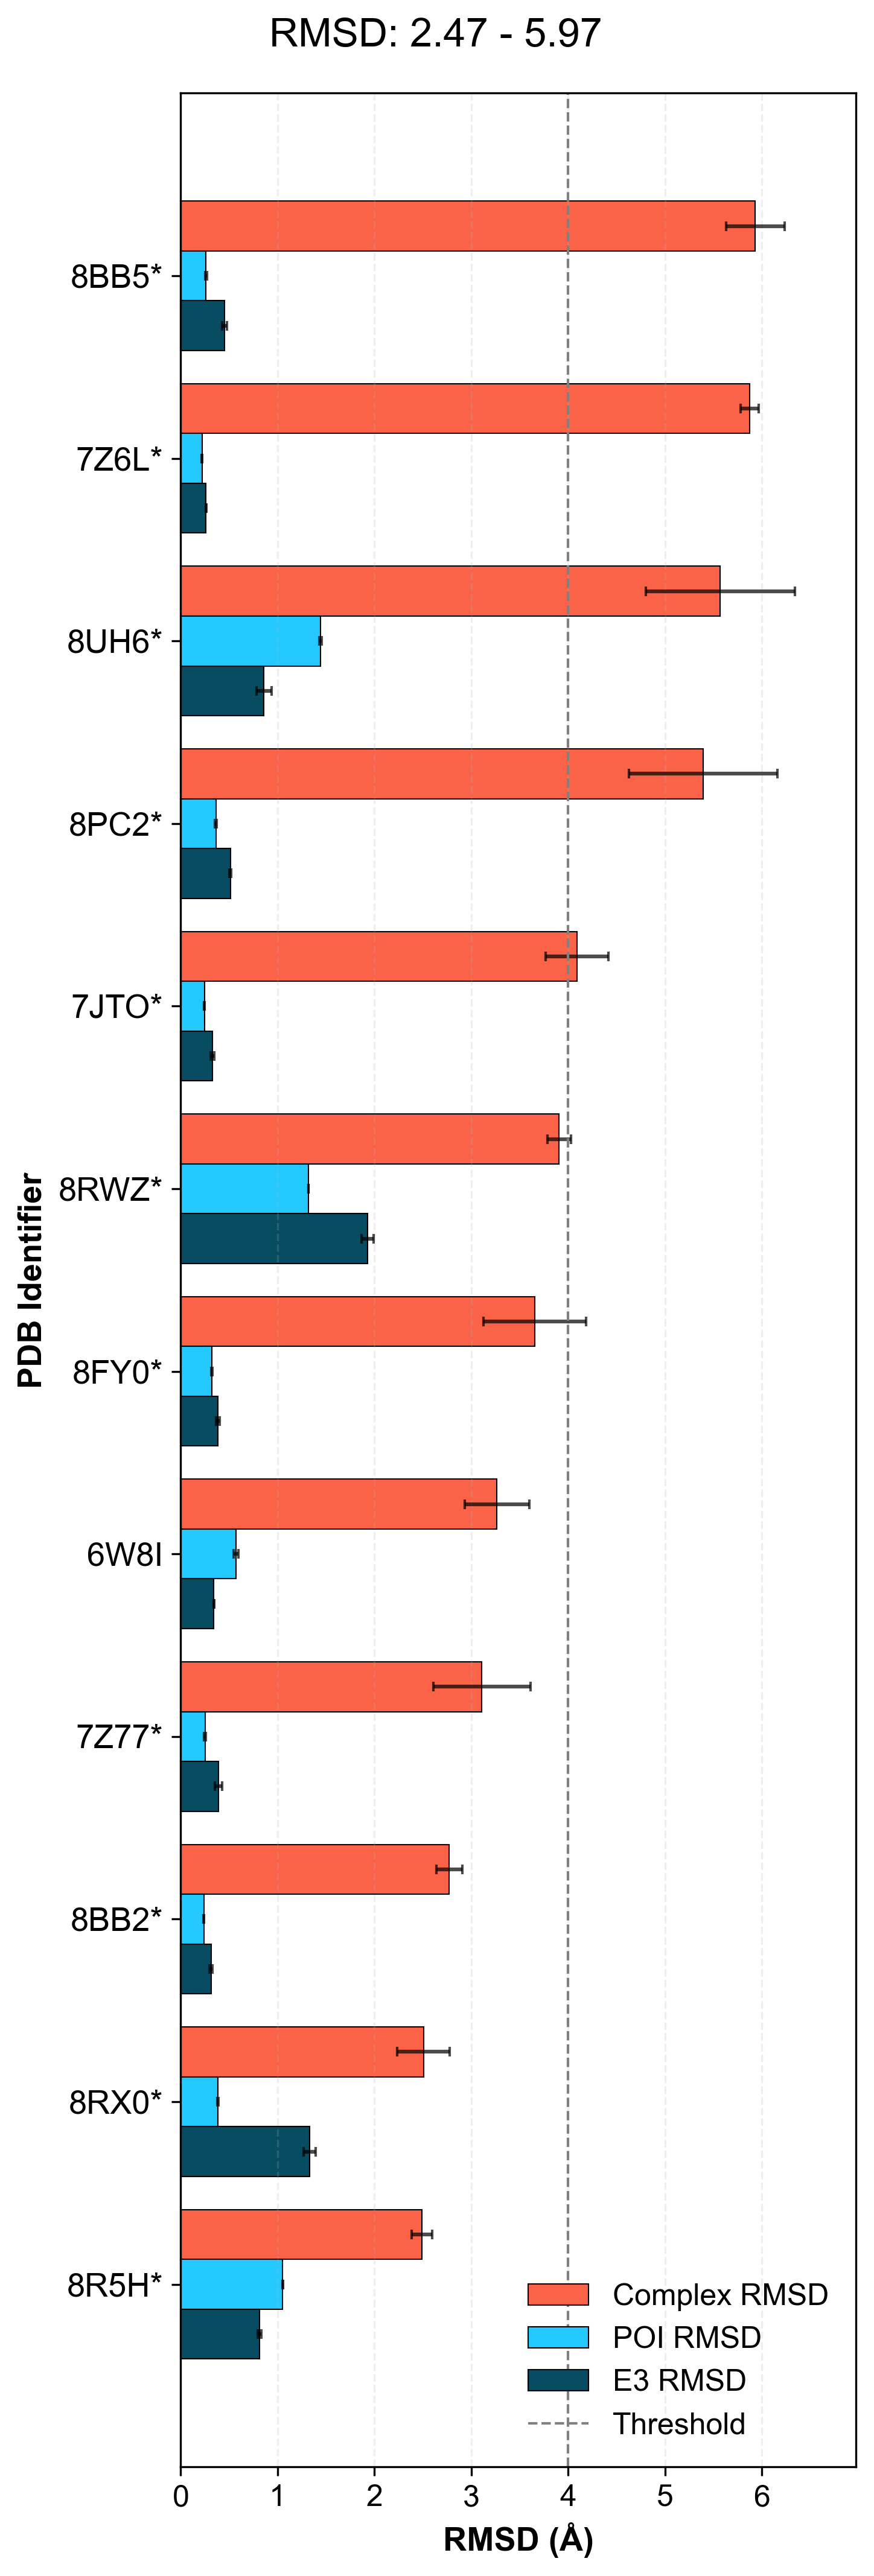 RMSD: 2.47 - 5.97
PDB Identifier
8BB5*
7Z6L*
8UH6*
8PC2*
7JTO*
8RWZ*
8FY0*
6W8I
7Z77*
8BB2*
8RX0*
8R5H*
Complex RMSD
POI RMSD
E3 RMSD
Threshold
0 1 2 3 4 5 6
RMSD (Å)